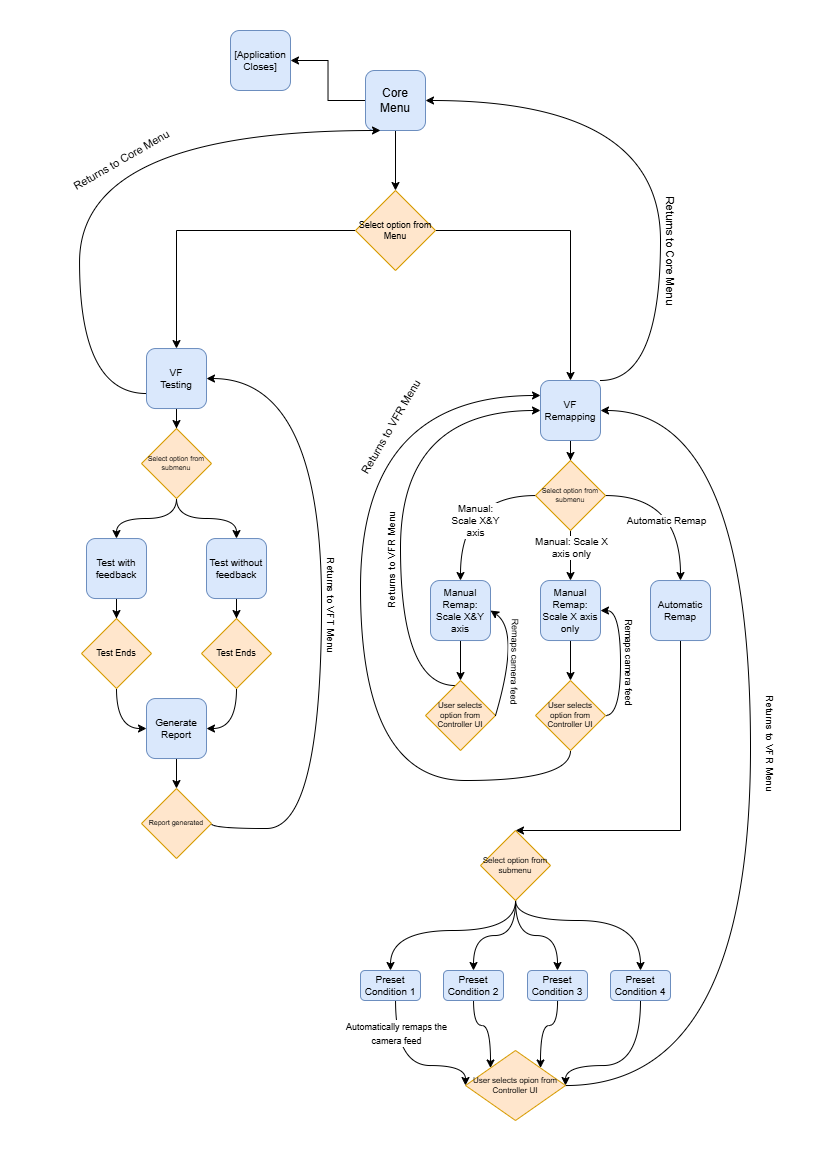 [Application
Closes]
Core
Menu
Returns to Core Menu
Select option from
Menu
Returns to Core Menu
VF
Testing
VF
Remapping
Returns to VFR Menu
Select option from
submenu
Select option from
submenu
Manual:
Scale X&Y
axis
Manual: Scale X
axis only
Automatic Remap
Returns to VFR Menu
Test with
feedback
Test without
feedback
Returns to VFT Menu
Manual
Remap:
Scale X&Y
axis
Manual
Remap:
Scale X axis
only
Automatic
Remap
Remaps camera feed
Remaps camera feed
Test Ends
Test Ends
Generate
Report
User selects
option from
Controller UI
User selects
option from
Controller UI
Returns to VFR Menu
Report generated
Select option from
submenu
Preset
Condition 1
Preset
Condition 2
Preset
Condition 3
Preset
Condition 4
Automatically remaps the
camera feed
User selects opion from
Controller UI